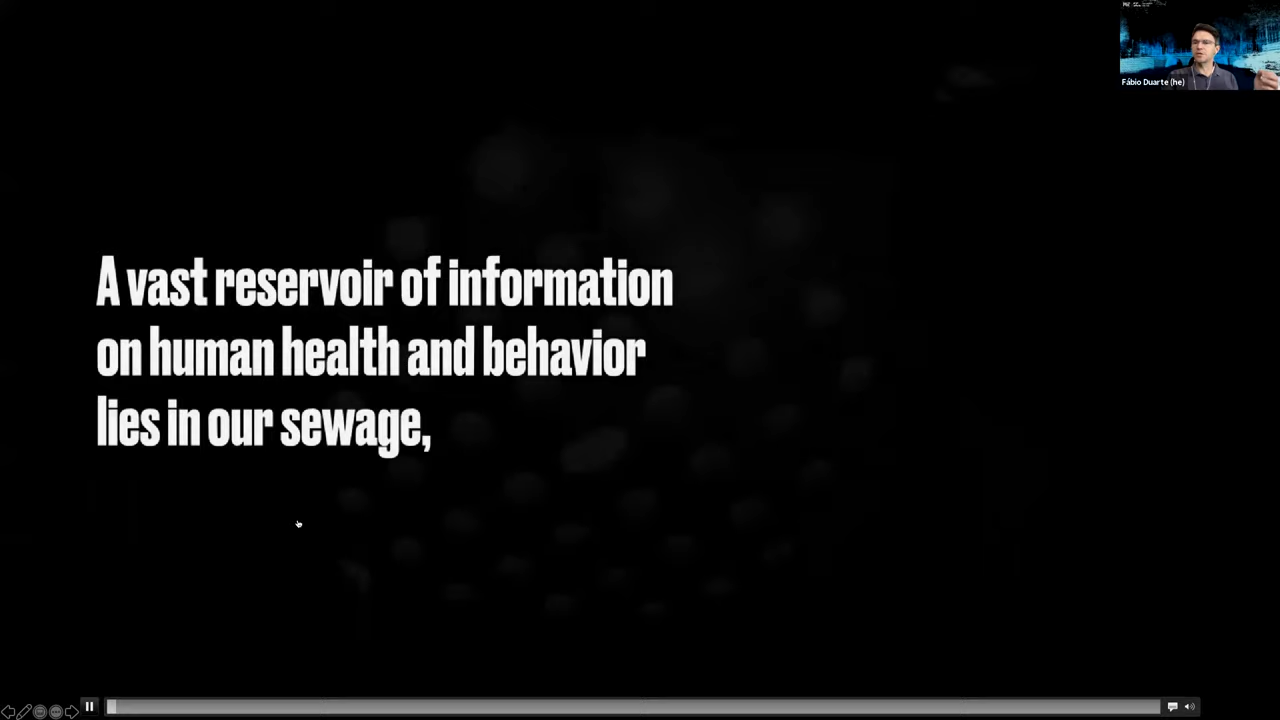 Fábio Duarte (he)
A vast reservoir of information
on human health and behavior
lies in our sewage,